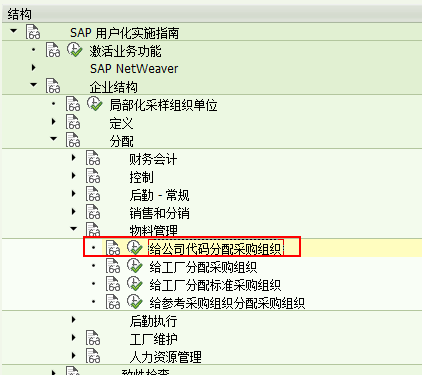 结构
SAP 用户化实施指南
激活业务功能
SAP NetWeaver
企业结构
局部化采样组织单位
定义
分配
财务会计
控制
后勤 - 常规
销售和分销
物料管理
给公司代码分配采购组织
给工厂分配采购组织
给工厂分配标准采购组织
给参考采购组织分配采购组织
后勤执行
工厂维护
人力资源管理
一致性检查